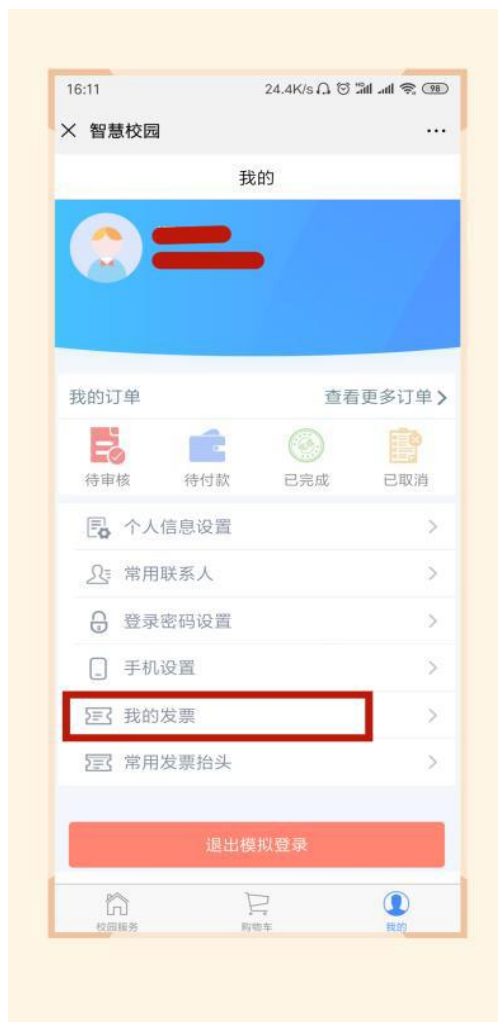 16:11
24.4K/s
98
智慧校园
我的
我的订单
查看更多订单
待审核
待付款
已完成
已取消
个人信息设置
常用联系人
登录密码设置
手机设置
我的发票
常用发票抬头
退出模拟登录
校园服务
购物车
我的